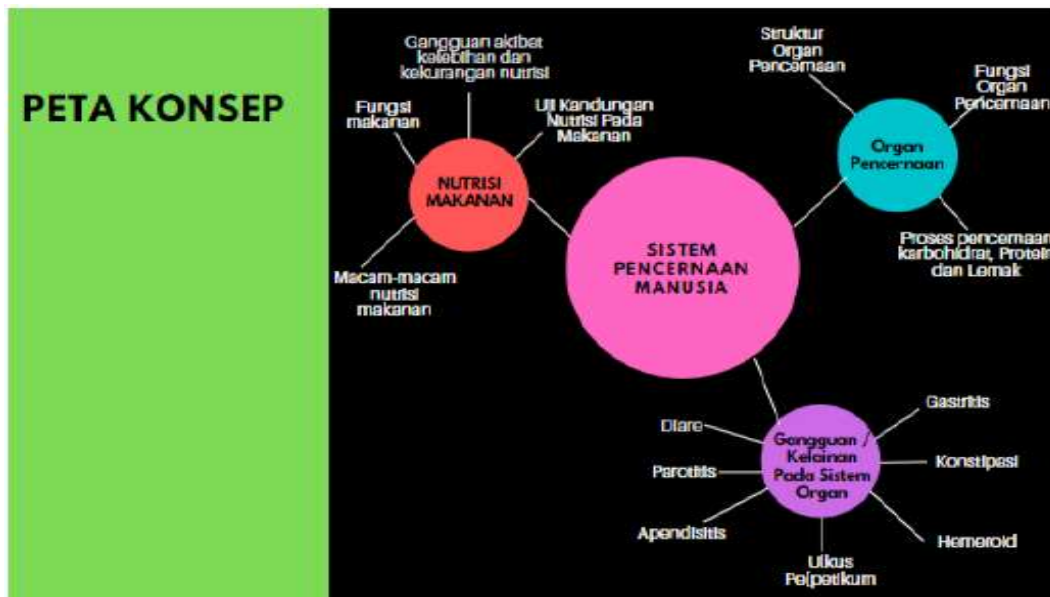 PETA KONSEP
Gangguan akibat
kelebihan dan
kekurangan nutrisi
Fungsi
makanan
Uji Kandungan
Nutrisi Pada
Makanan
NUTRISI
MAKANAN
Macam-macam
nutrisi
makanan
SISTEM
PENCERNAAN
MANUSIA
Struktur
Organ
Pencernaan
Fungsi
Organ
Pencernaan
Organ
Pencernaan
Proses pencernaan
karbohidrat, Protein
dan Lemak
Gangguan /
Kelainan
Pada Sistem
Organ
Diare
Parotitis
Apendisitis
Ulkus
Pe[petikum
Gastritis
Konstipasi
Hemeroid